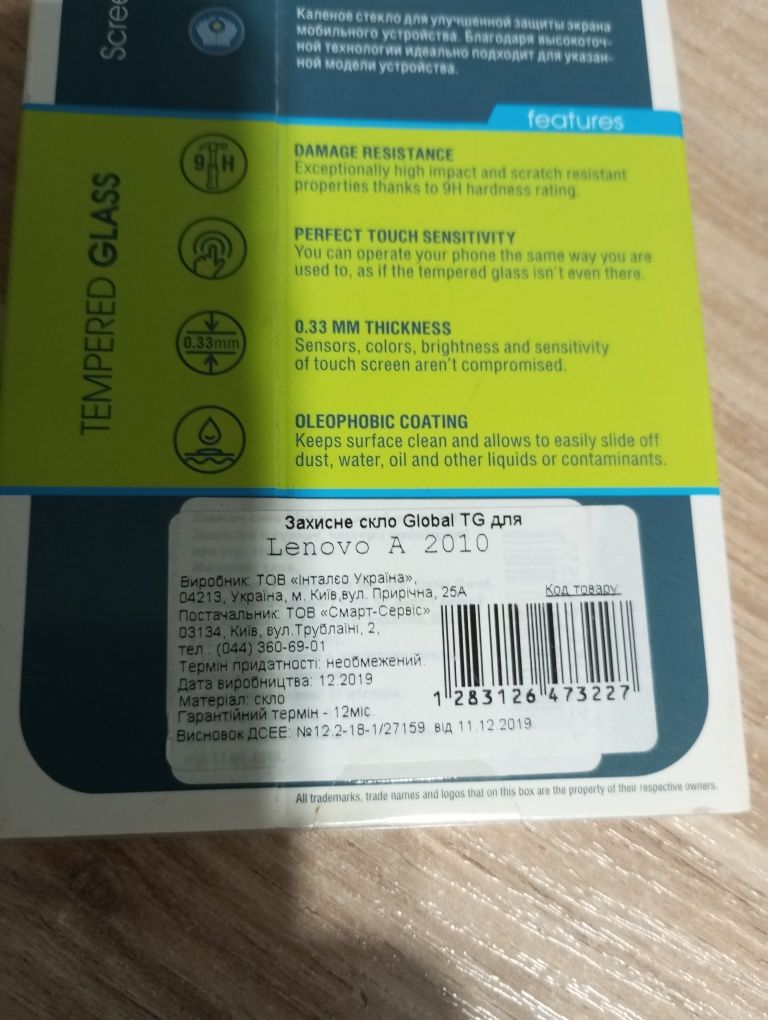 Scree
Каленое стекло для улучшенной защиты экрана
мобильного устройства. Благодаря высокоточ-
ной технологии идеально подходит для указан-
ной модели устройства.
features
TEMPERED GLASS
9H
DAMAGE RESISTANCE
Exceptionally high impact and scratch resistant
properties thanks to 9H hardness rating.
PERFECT TOUCH SENSITIVITY
You can operate your phone the same way you are
used to, as if the tempered glass isn't even there.
0.33mm
0.33 MM THICKNESS
Sensors, colors, brightness and sensitivity
of touch screen aren't compromised.
OLEOPHOBIC COATING
Keeps surface clean and allows to easily slide off
dust, water, oil and other liquids or contaminants.
Захисне скло Global TG для
Lenovo A 2010
Виробник: ТОВ «Інталєо Україна»,
04213, Україна, м. Київ,вул. Прирічна, 25А
Постачальник: ТОВ «Смарт-Сервіс»
03134, Київ, вул.Трублаїні, 2,
тел.: (044) 360-69-01
Термін придатності: необмежений.
Дата виробництва: 12.2019
Матеріал: скло
Гарантійний термін - 12міс.
Висновок ДСЕЕ: №12.2-18-1/27159 від 11.12.2019
Код товару:
1 283126 473227
All trademarks, trade names and logos that on this box are the property of their respective owners.